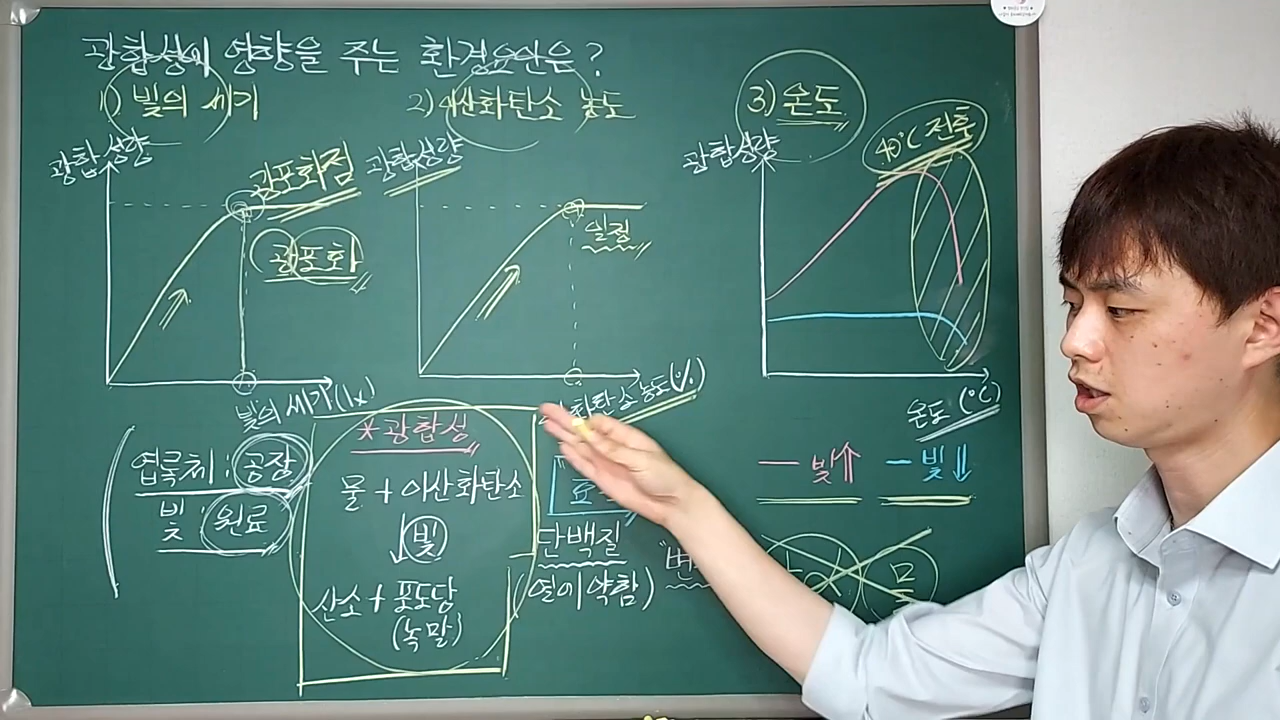 광합성에 영향을 주는 환경요인은?
1) 빛의 세기
2) 이산화탄소 농도
3) 온도
광합성량
광포화점
광포화
빛의 세기(lx)
광합성량
일정
이산화탄소 농도(%)
광합성량
40℃ 전후
온도(℃)
— 빛⇑
— 빛⇓
엽록체 : 공장
빛 : 원료
*광합성
물 + 이산화탄소
↓빛
산소 + 포도당
(녹말)
효
단백질
(열에 약함)
"변